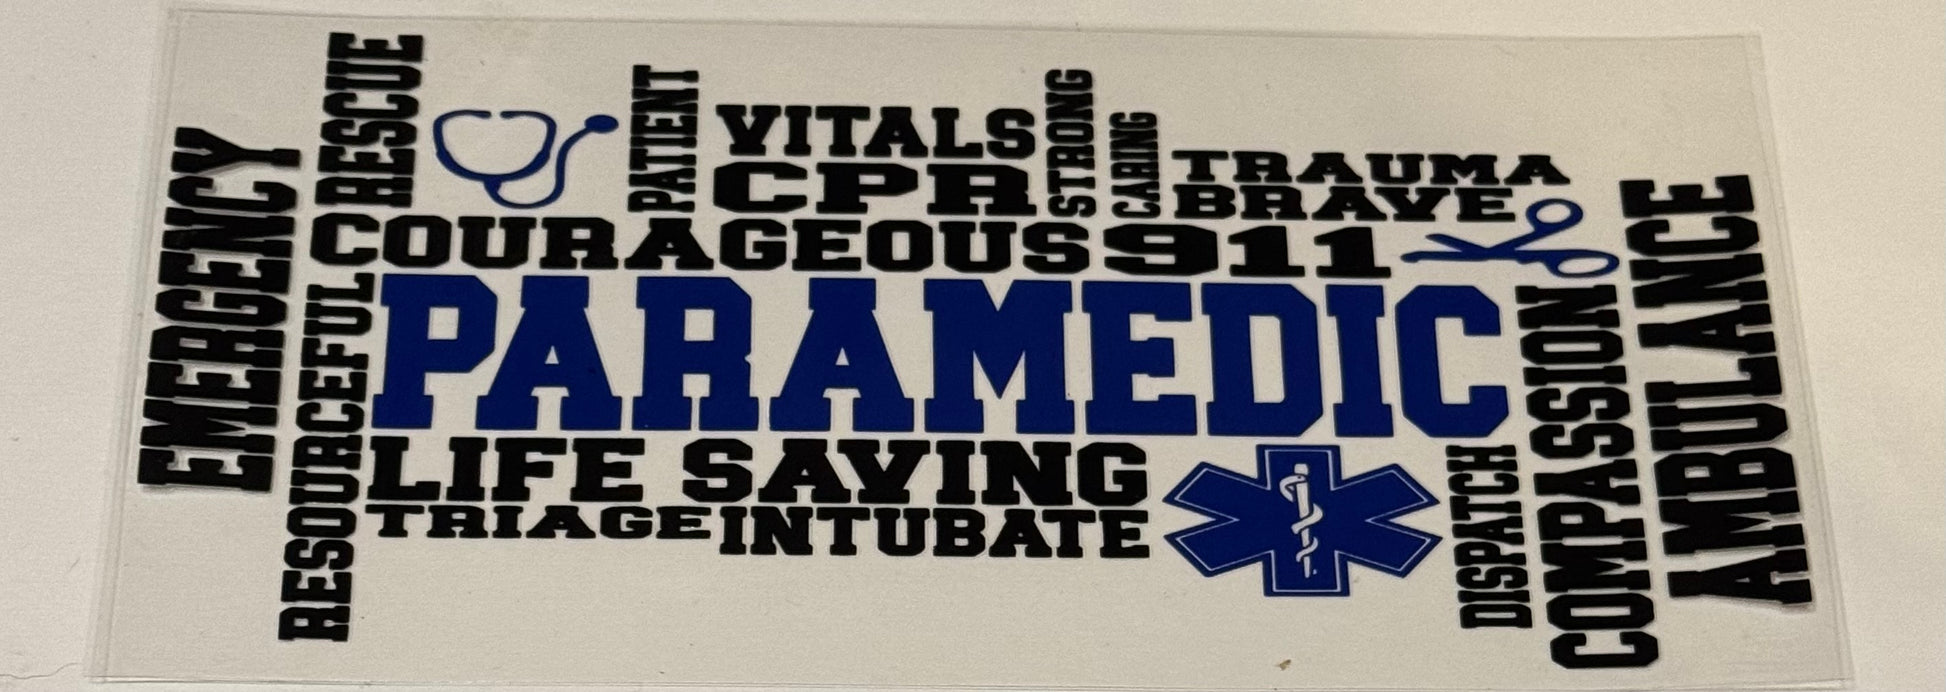 EMERGENCY
RESCUE
RESOURCEFUL
PATIENT
VITALS
CPR
STRONG
CARING
TRAUMA
BRAVE
COURAGEOUS 911
PARAMEDIC
LIFE SAVING
TRIAGE INTUBATE
DISPATCH
COMPASSION
AMBULANCE